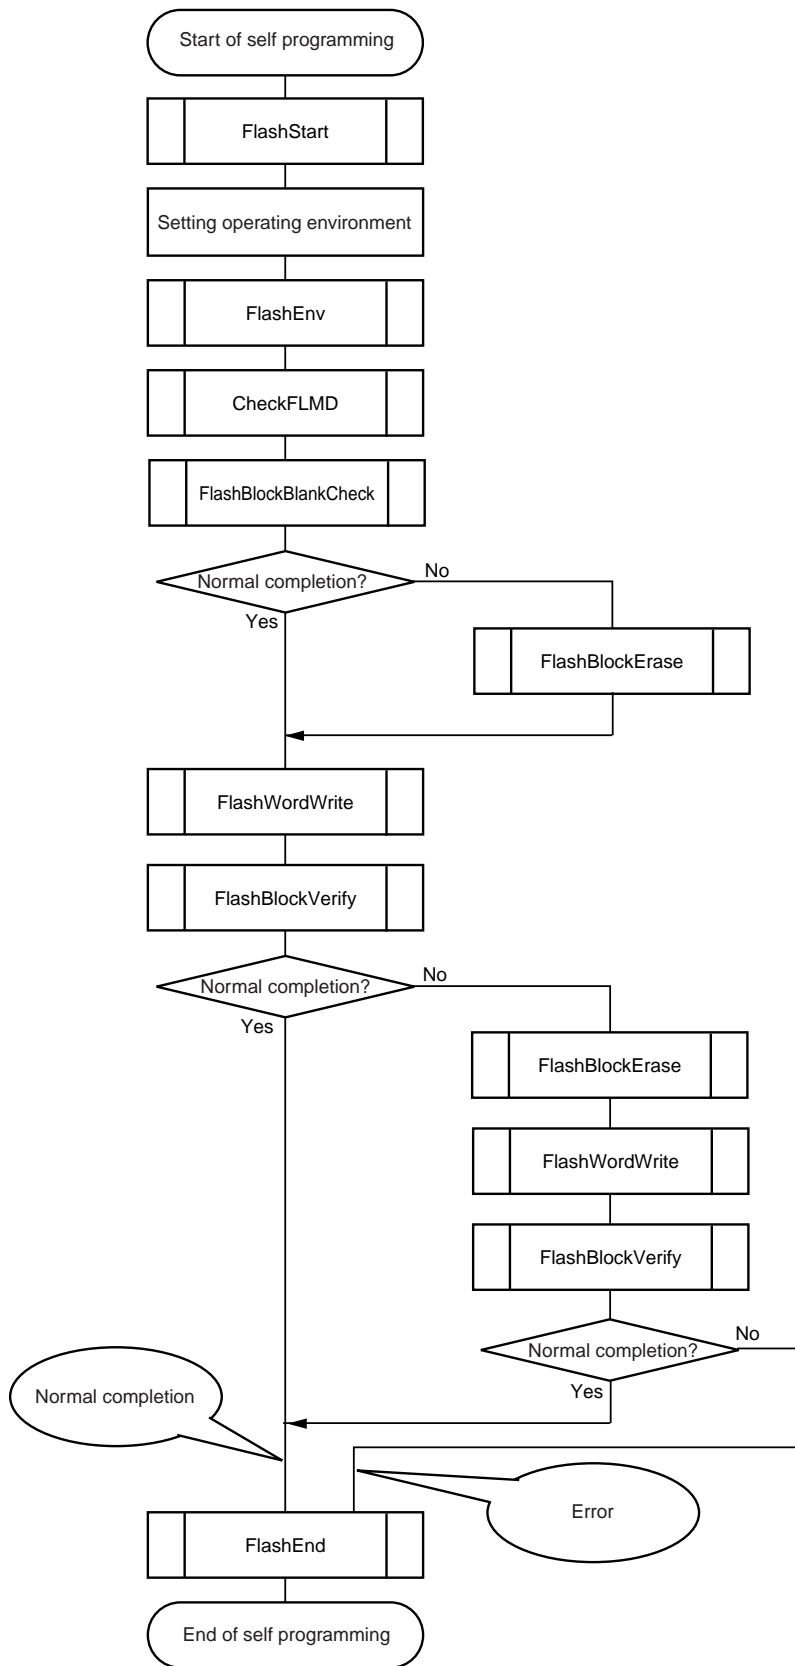 Start of self programming
FlashStart
Setting operating environment
FlashEnv
CheckFLMD
FlashBlockBlankCheck
Normal completion?
No
Yes
FlashBlockErase
FlashWordWrite
FlashBlockVerify
Normal completion?
No
Yes
FlashBlockErase
FlashWordWrite
FlashBlockVerify
Normal completion?
No
Yes
Normal completion
Error
FlashEnd
End of self programming